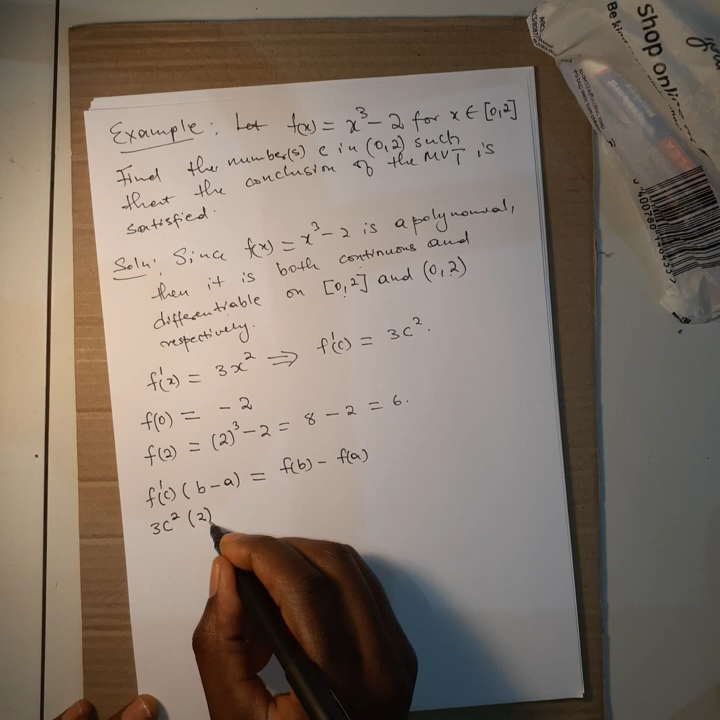 Example: Let f(x) = x³ - 2 for x ∈ [0,2]
Find the number(s) c in (0,2) such
that the conclusion of the MVT is
satisfied.
Soln: Since f(x) = x³ - 2 is a polynomial,
then it is both continuous and
differentiable on [0,2] and (0,2)
respectively.
f'(x) = 3x² ⟹ f'(c) = 3c².
f(0) = -2
f(2) = (2)³ - 2 = 8 - 2 = 6.
f'(c)(b-a) = f(b) - f(a)
3c²(2)
shop onli